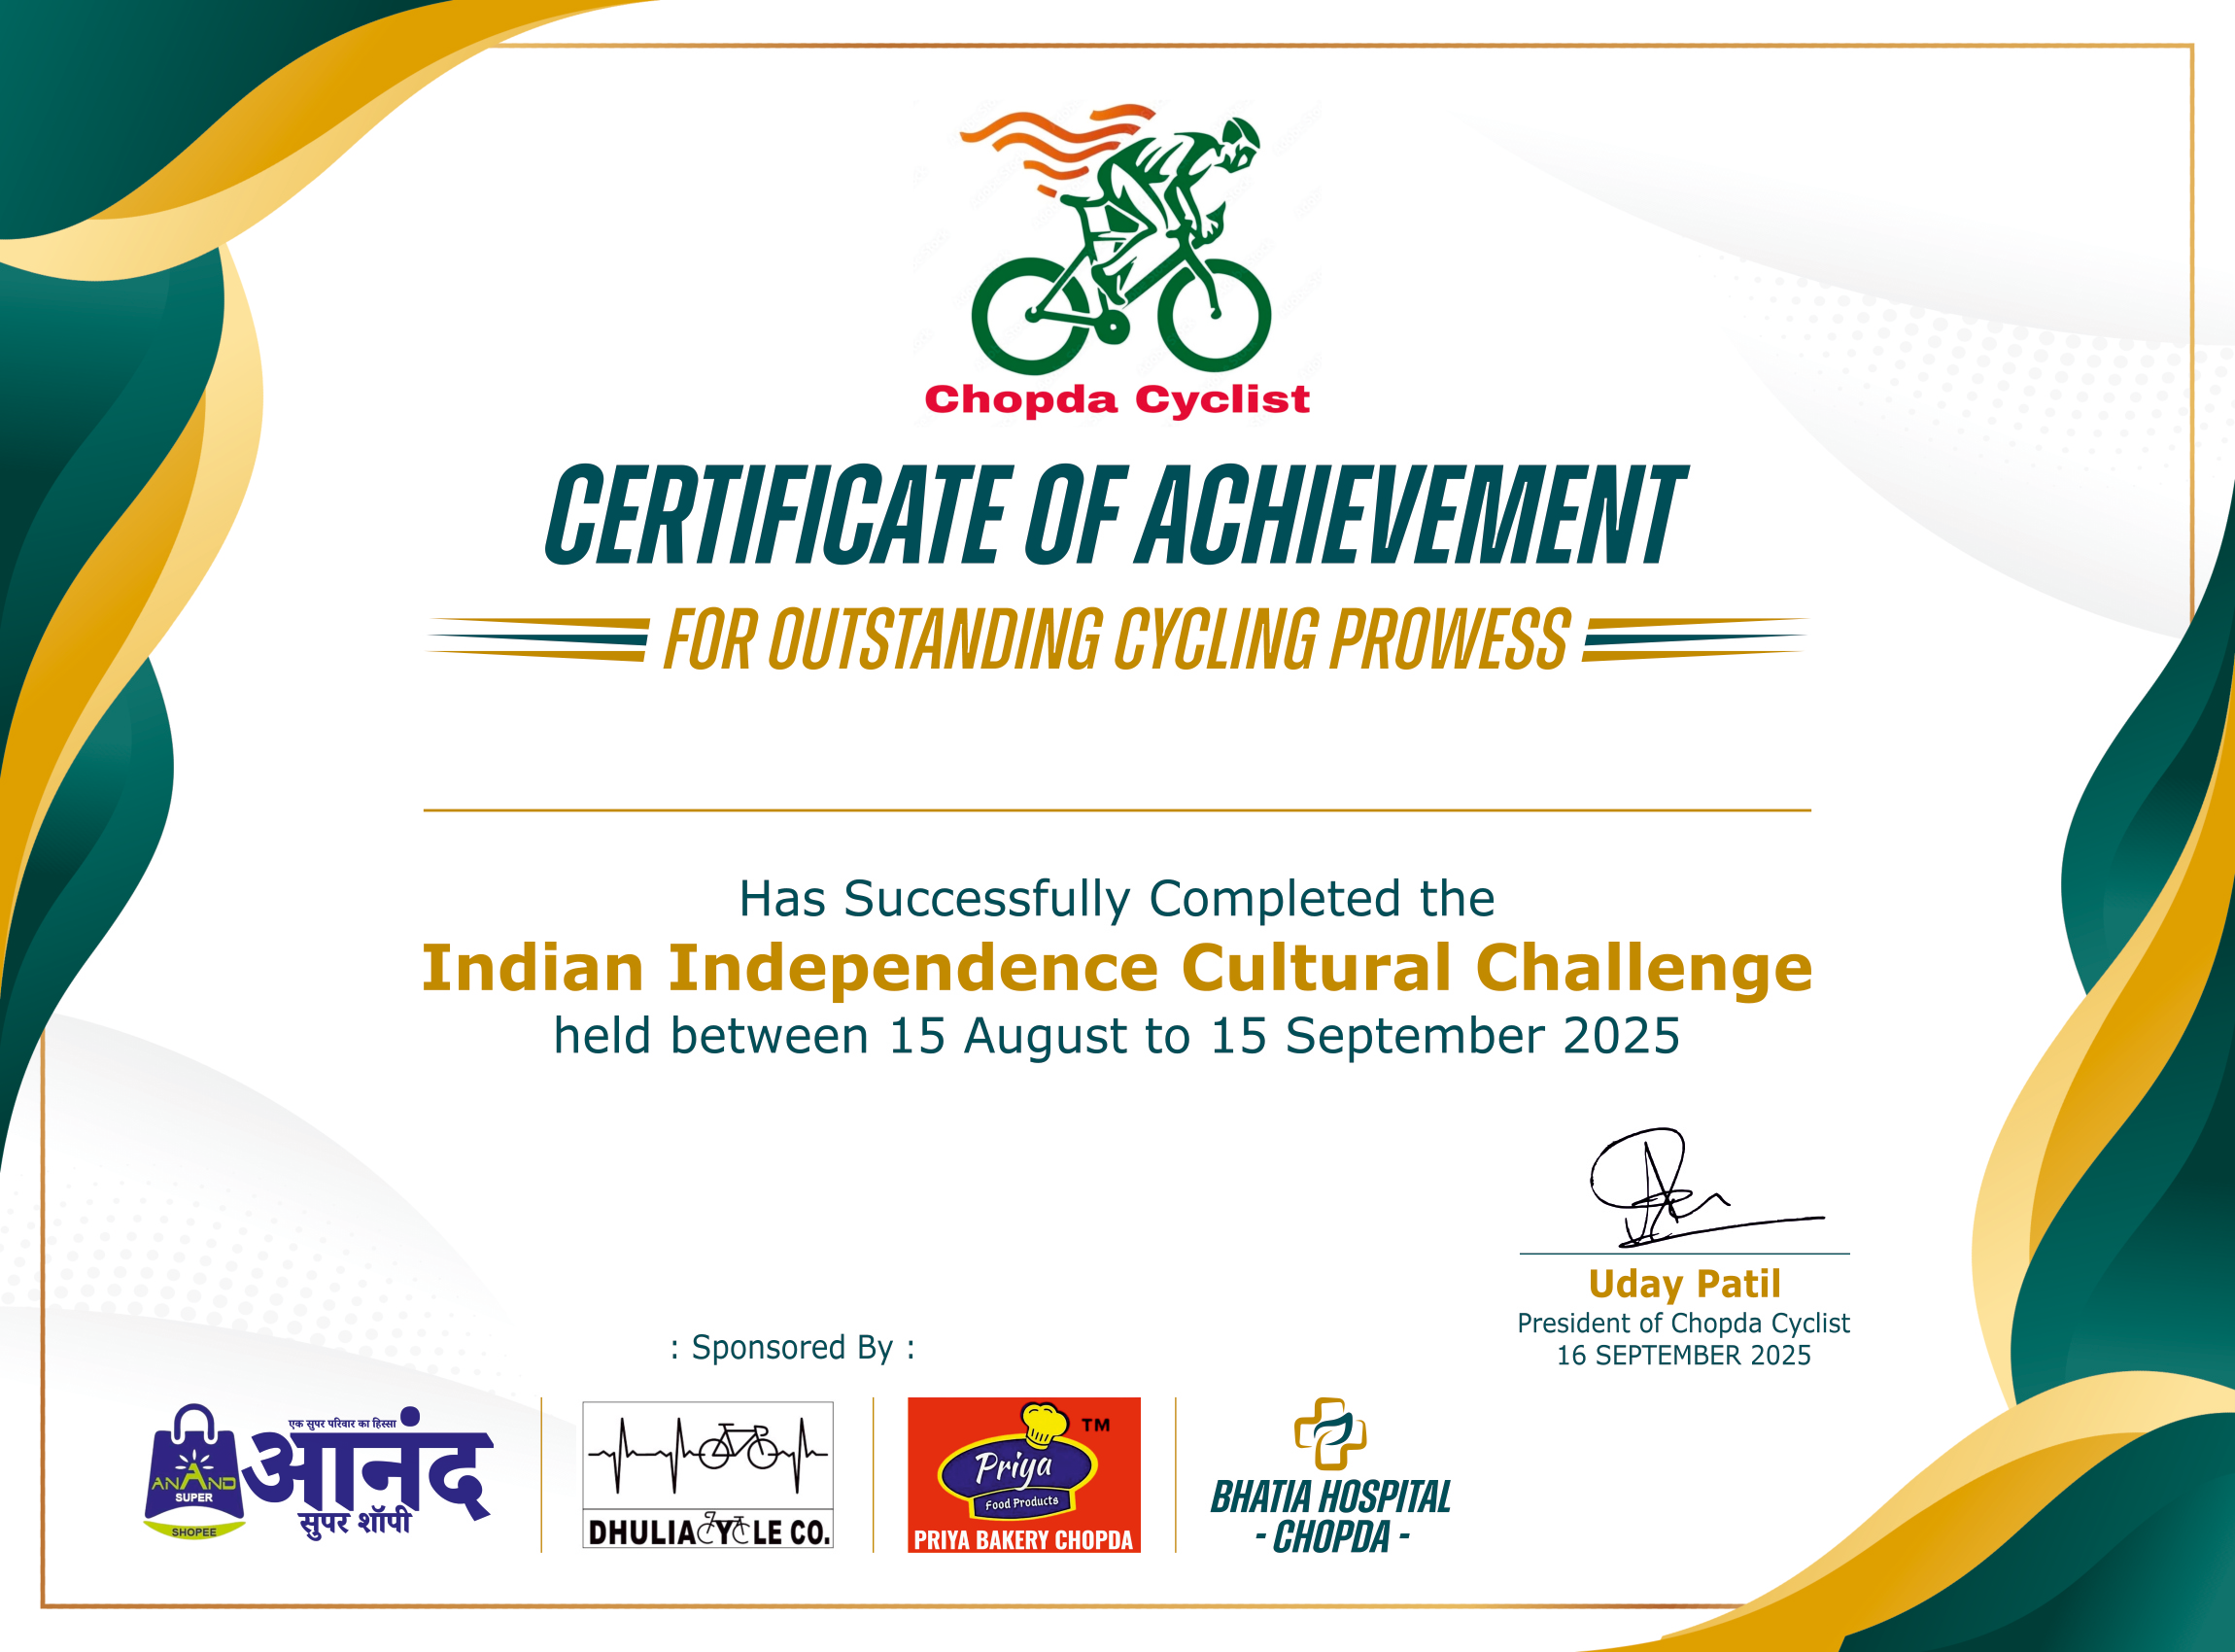 Chopda Cyclist
CERTIFICATE OF ACHIEVEMENT
FOR OUTSTANDING CYCLING PROWESS
Has Successfully Completed the
Indian Independence Cultural Challenge
held between 15 August to 15 September 2025
Uday Patil
President of Chopda Cyclist
16 SEPTEMBER 2025
: Sponsored By :
एक सुपर परिवार का हिस्सा
आनंद
सुपर शॉपी
ANAND
SUPER
SHOPEE
DHULIA CYCLE CO.
TM
Priya
Food Products
PRIYA BAKERY CHOPDA
BHATIA HOSPITAL
- CHOPDA -